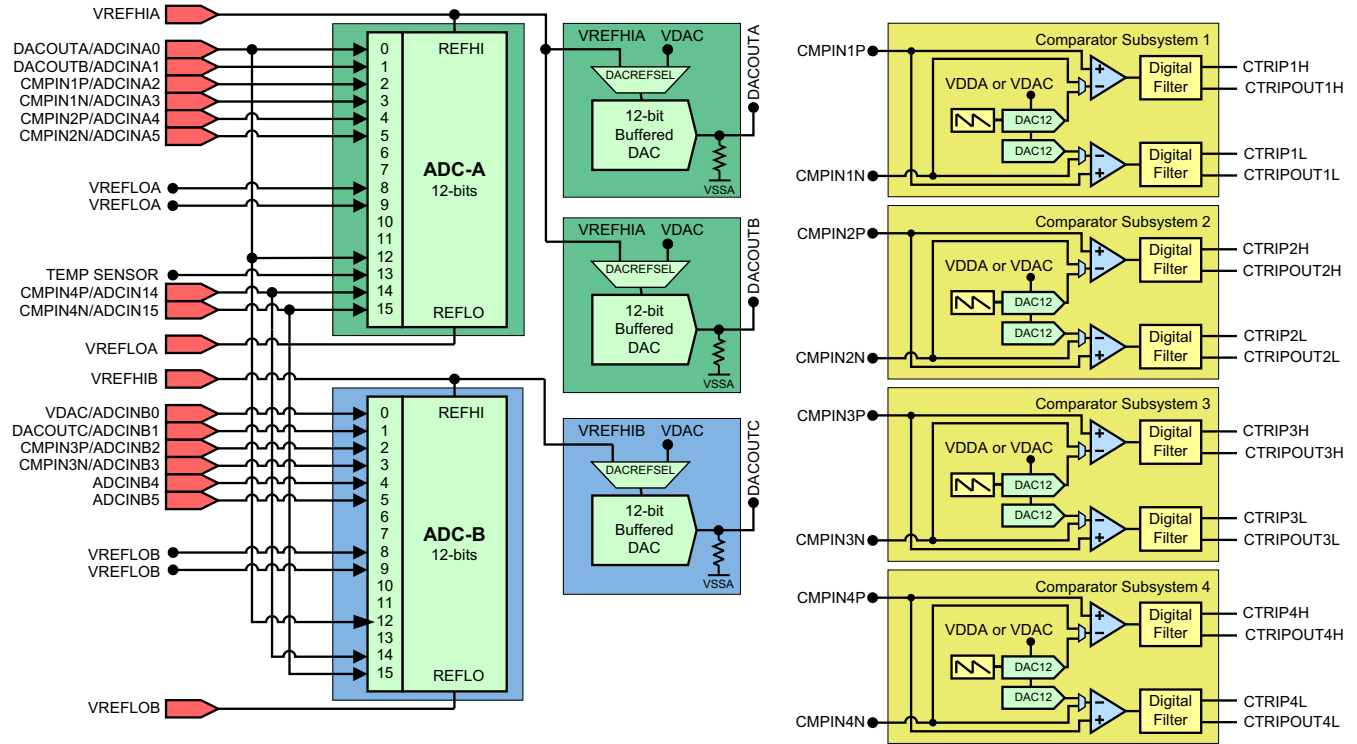 VREFHIA
DACOUTA/ADCINA0
DACOUTB/ADCINA1
CMPIN1P/ADCINA2
CMPIN1N/ADCINA3
CMPIN2P/ADCINA4
CMPIN2N/ADCINA5
VREFLOA
VREFLOA
TEMP SENSOR
CMPIN4P/ADCIN14
CMPIN4N/ADCIN15
VREFLOA
0
1
2
3
4
5
6
7
8
9
10
11
12
13
14
15
REFHI
ADC-A
12-bits
REFLO
VREFHIB
VDAC/ADCINB0
DACOUTC/ADCINB1
CMPIN3P/ADCINB2
CMPIN3N/ADCINB3
ADCINB4
ADCINB5
VREFLOB
VREFLOB
VREFLOB
0
1
2
3
4
5
6
7
8
9
10
11
12
13
14
15
REFHI
ADC-B
12-bits
REFLO
VREFHIA VDAC
DACREFSEL
12-bit
Buffered
DAC
VSSA
DACOUTA
VREFHIA VDAC
DACREFSEL
12-bit
Buffered
DAC
VSSA
DACOUTB
VREFHIB VDAC
DACREFSEL
12-bit
Buffered
DAC
VSSA
DACOUTC
Comparator Subsystem 1
CMPIN1P
CMPIN1N
VDDA or VDAC
DAC12
DAC12
+
−
−
+
Digital
Filter
Digital
Filter
CTRIP1H
CTRIPOUT1H
CTRIP1L
CTRIPOUT1L
Comparator Subsystem 2
CMPIN2P
CMPIN2N
VDDA or VDAC
DAC12
DAC12
+
−
−
+
Digital
Filter
Digital
Filter
CTRIP2H
CTRIPOUT2H
CTRIP2L
CTRIPOUT2L
Comparator Subsystem 3
CMPIN3P
CMPIN3N
VDDA or VDAC
DAC12
DAC12
+
−
−
+
Digital
Filter
Digital
Filter
CTRIP3H
CTRIPOUT3H
CTRIP3L
CTRIPOUT3L
Comparator Subsystem 4
CMPIN4P
CMPIN4N
VDDA or VDAC
DAC12
DAC12
+
−
−
+
Digital
Filter
Digital
Filter
CTRIP4H
CTRIPOUT4H
CTRIP4L
CTRIPOUT4L